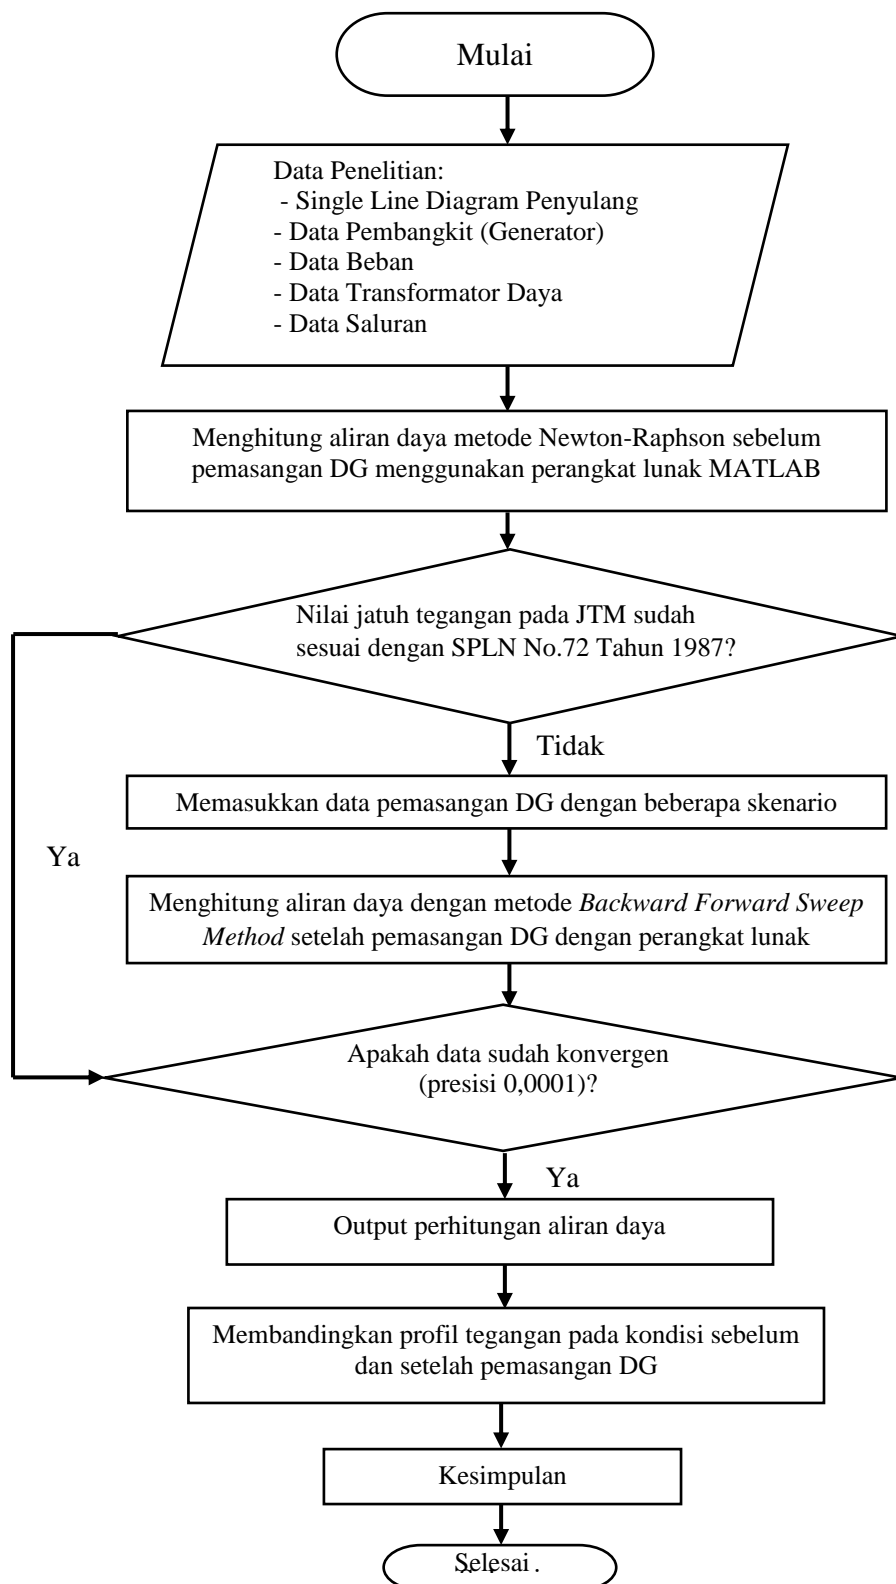 Mulai
Data Penelitian:
- Single Line Diagram Penyulang
- Data Pembangkit (Generator)
- Data Beban
- Data Transformator Daya
- Data Saluran
Menghitung aliran daya metode Newton-Raphson sebelum
pemasangan DG menggunakan perangkat lunak MATLAB
Nilai jatuh tegangan pada JTM sudah
sesuai dengan SPLN No.72 Tahun 1987?
Tidak
Memasukkan data pemasangan DG dengan beberapa skenario
Ya
Menghitung aliran daya dengan metode Backward Forward Sweep
Method setelah pemasangan DG dengan perangkat lunak
Apakah data sudah konvergen
(presisi 0,0001)?
Ya
Output perhitungan aliran daya
Membandingkan profil tegangan pada kondisi sebelum
dan setelah pemasangan DG
Kesimpulan
Selesai